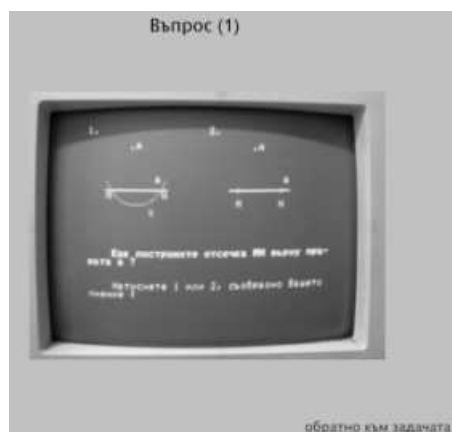 Въпрос (1)
1. 2.
.A .A
a a
M N M N
Как построихте отсечка MN върху пра-
вата a ?
Натиснете 1 или 2, съобразно Вашето
мнение !
обратно към задачата